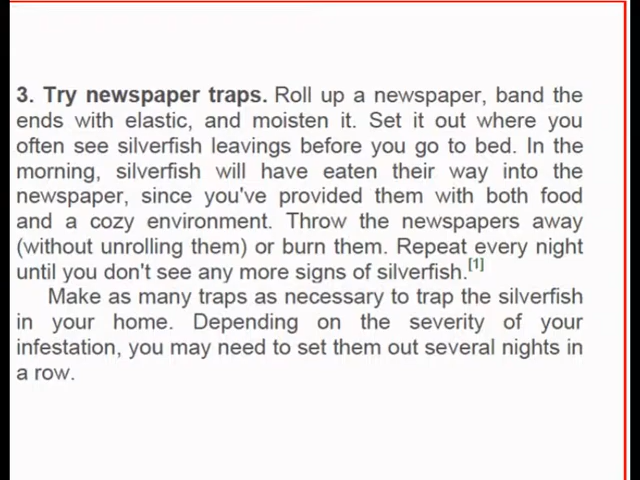 3. Try newspaper traps. Roll up a newspaper, band the
ends with elastic, and moisten it. Set it out where you
often see silverfish leavings before you go to bed. In the
morning, silverfish will have eaten their way into the
newspaper, since you've provided them with both food
and a cozy environment. Throw the newspapers away
(without unrolling them) or burn them. Repeat every night
until you don't see any more signs of silverfish.[1]
Make as many traps as necessary to trap the silverfish
in your home. Depending on the severity of your
infestation, you may need to set them out several nights in
a row.